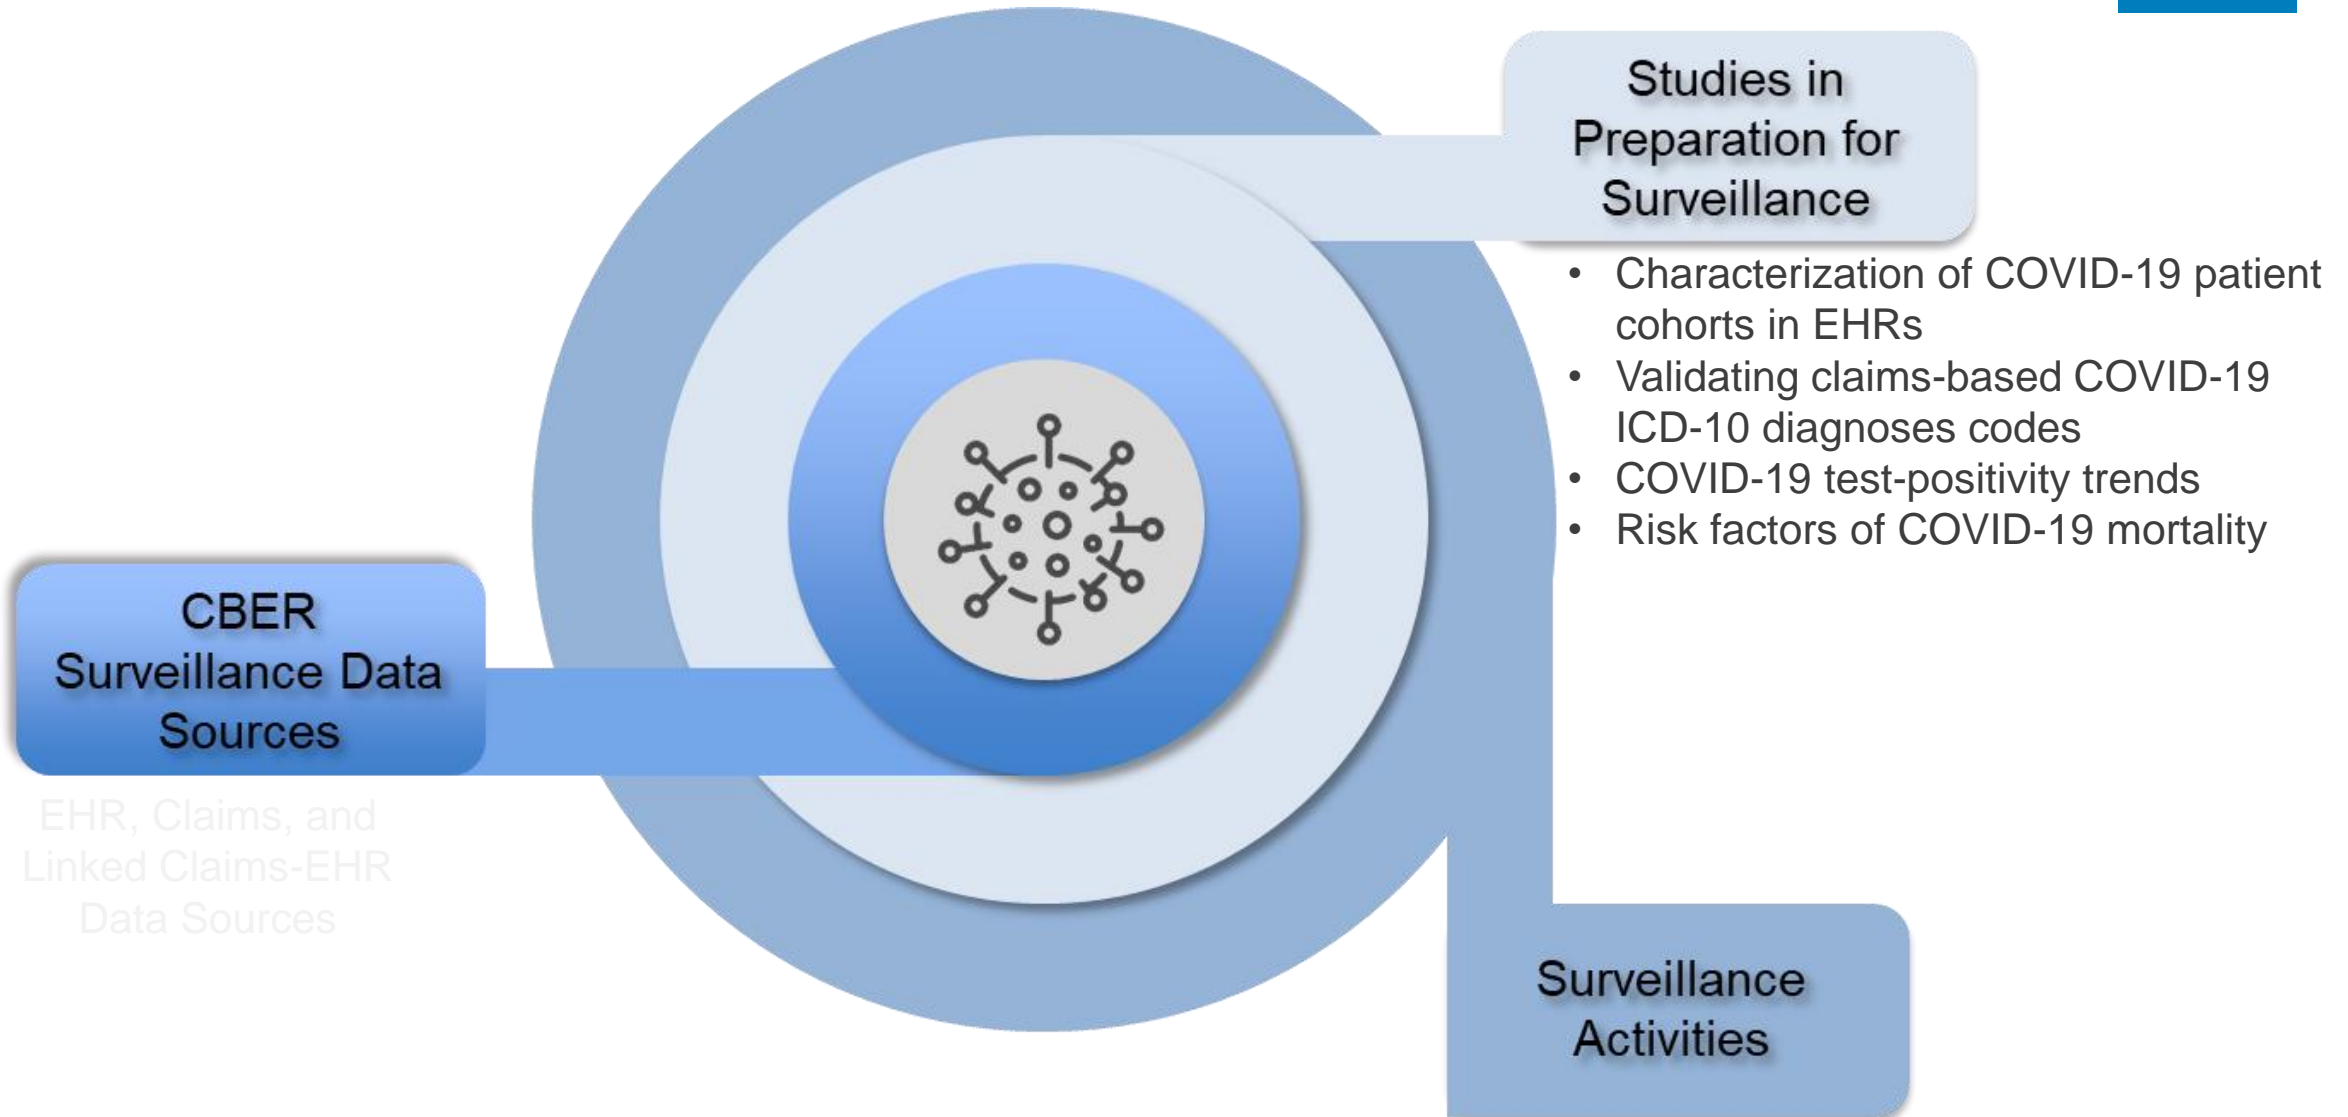 Studies in
Preparation for
Surveillance
• Characterization of COVID-19 patient
cohorts in EHRs
• Validating claims-based COVID-19
ICD-10 diagnoses codes
• COVID-19 test-positivity trends
• Risk factors of COVID-19 mortality
CBER
Surveillance Data
Sources
EHR, Claims, and
Linked Claims-EHR
Data Sources
Surveillance
Activities